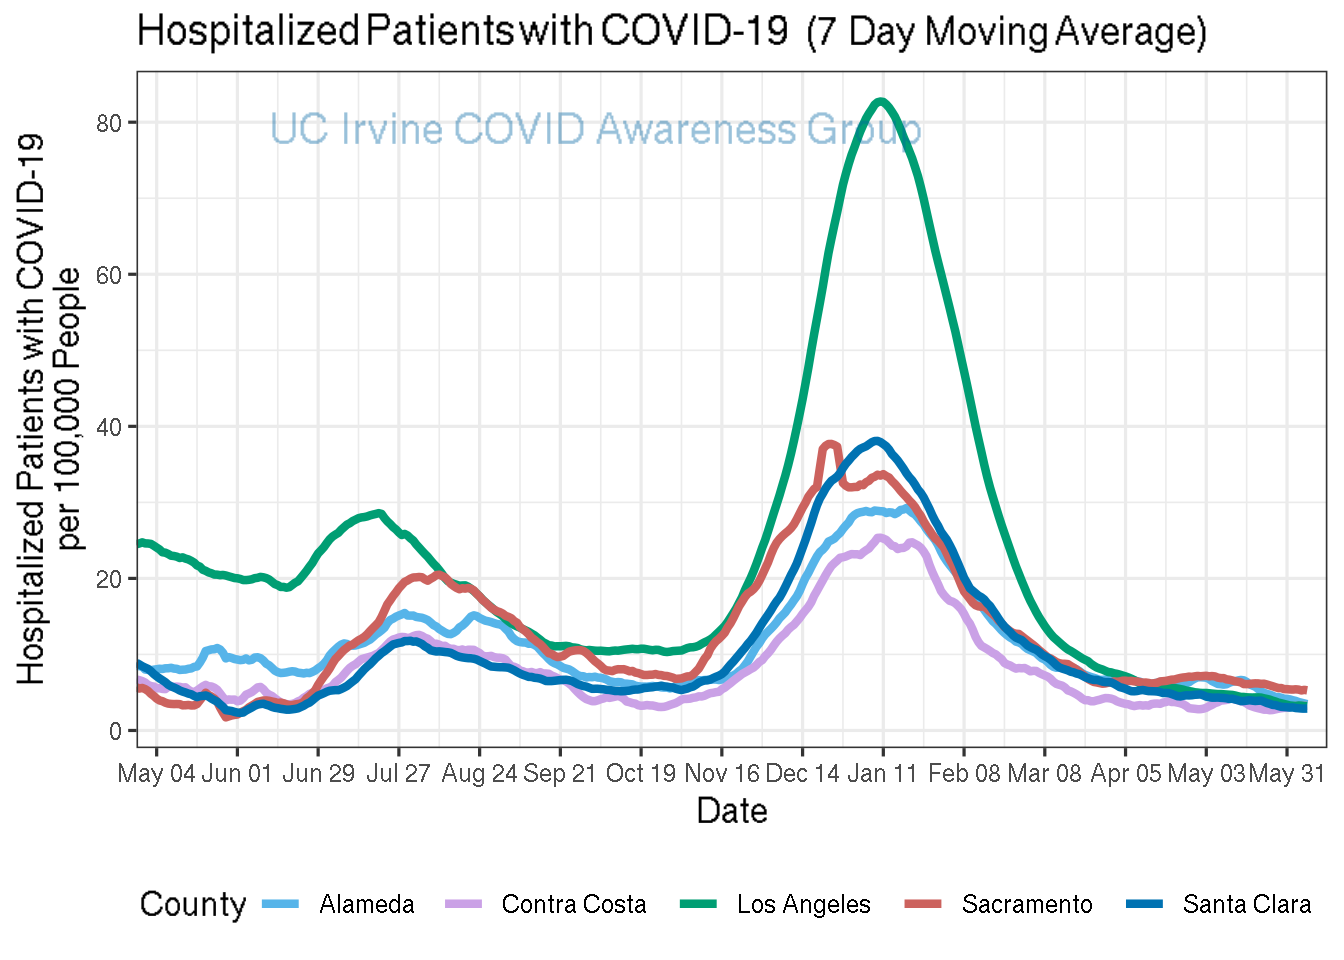 Hospitalized Patients with COVID-19 (7 Day Moving Average)
UC Irvine COVID Awareness Group
Hospitalized Patients with COVID-19
per 100,000 People
80
60
40
20
0
May 04 Jun 01 Jun 29 Jul 27 Aug 24 Sep 21 Oct 19 Nov 16 Dec 14 Jan 11 Feb 08 Mar 08 Apr 05 May 03 May 31
Date
County Alameda Contra Costa Los Angeles Sacramento Santa Clara